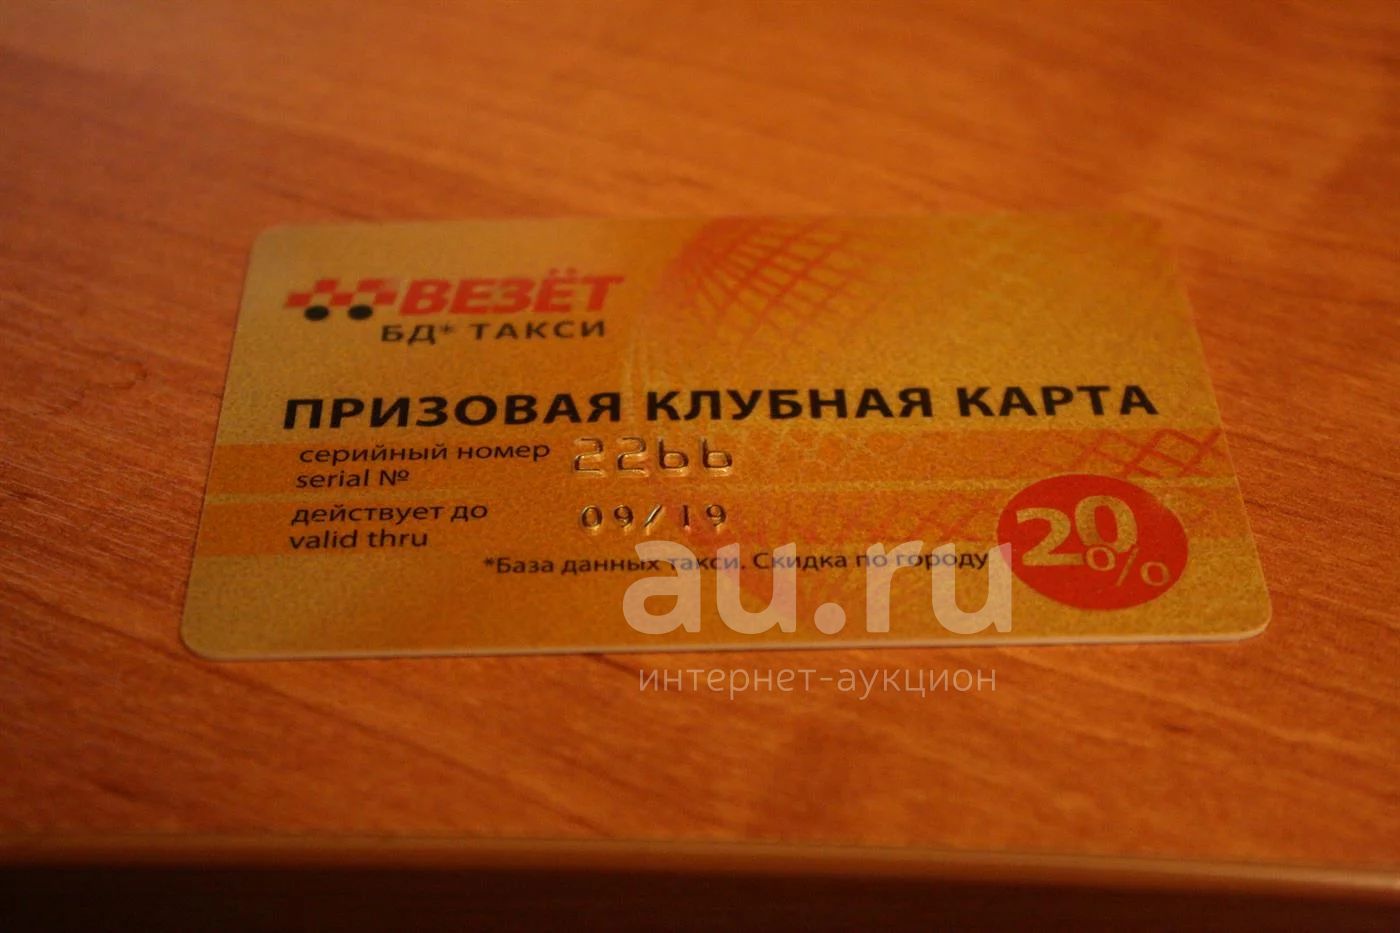 ВЕЗЁТ
БД* ТАКСИ
ПРИЗОВАЯ КЛУБНАЯ КАРТА
серийный номер 2266
serial №
действует до 09/19
valid thru
*База данных такси. Скидка по городу
20%
au.ru
интернет-аукцион